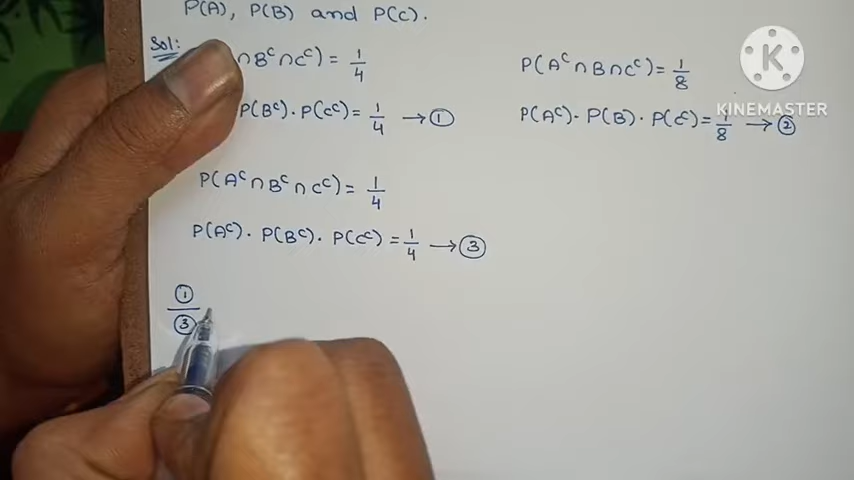 P(A), P(B) and P(C).
Sol:
∩B^c∩C^c) = 1/4
P(B^c)·P(C^c) = 1/4 → ①
P(A^c∩B∩C^c) = 1/8
P(A^c)·P(B)·P(C^c) = 1/8 → ②
P(A^c∩B^c∩C^c) = 1/4
P(A^c)·P(B^c)·P(C^c) = 1/4 → ③
①/③
K
KINEMASTER